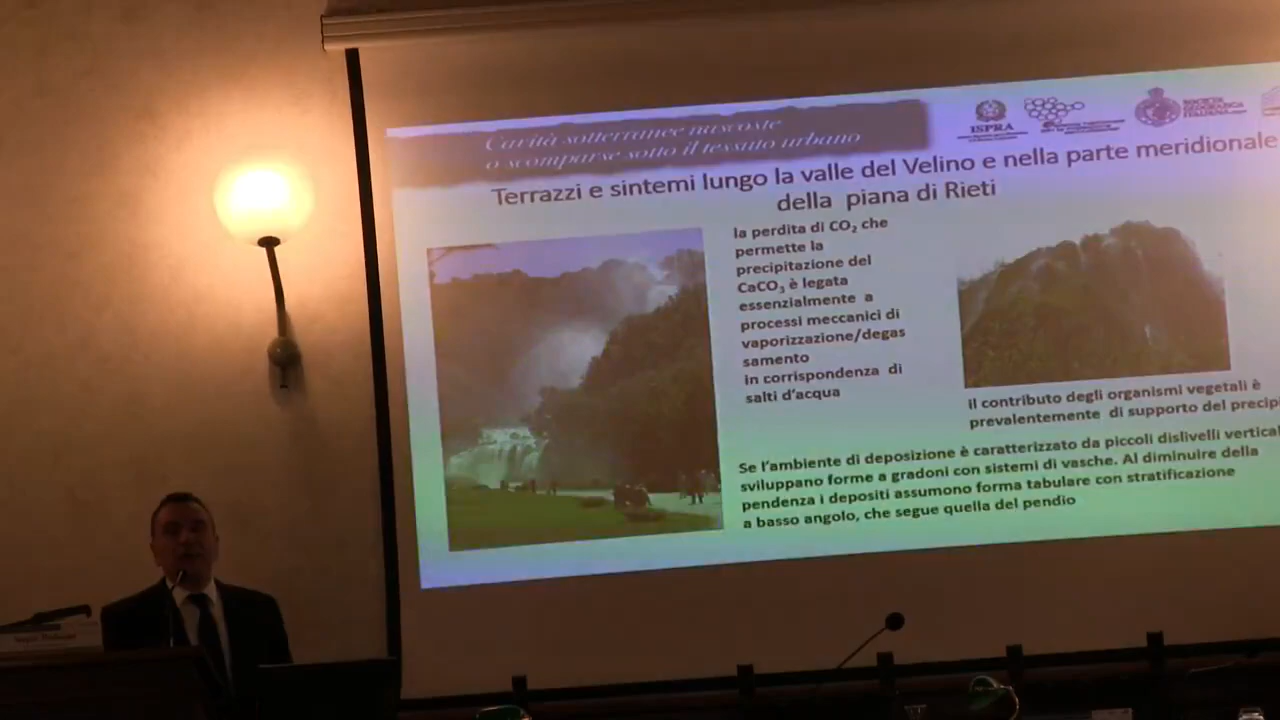 Cavità sotterranee nascoste
o scomparse sotto il tessuto urbano
ISPRA
SOCIETÀ
GEOGRAFICA
ITALIANA
Terrazzi e sintemi lungo la valle del Velino e nella parte meridionale
della piana di Rieti
la perdita di CO₂ che
permette la
precipitazione del
CaCO₃ è legata
essenzialmente a
processi meccanici di
vaporizzazione/degas
samento
in corrispondenza di
salti d'acqua
Il contributo degli organismi vegetali è
prevalentemente di supporto del precipi
Se l'ambiente di deposizione è caratterizzato da piccoli dislivelli vertical
sviluppano forme a gradoni con sistemi di vasche. Al diminuire della
pendenza i depositi assumono forma tabulare con stratificazione
a basso angolo, che segue quella del pendio